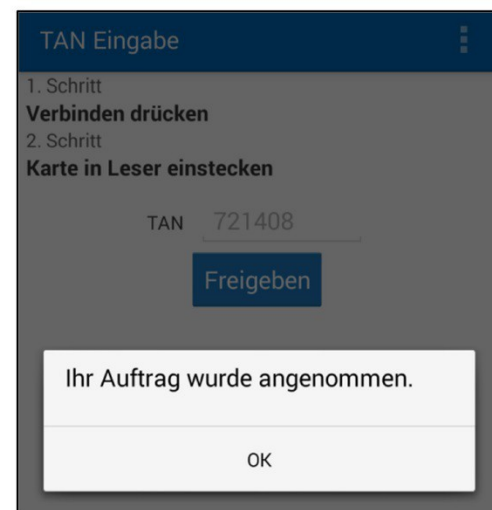 TAN Eingabe
1. Schritt
Verbinden drücken
2. Schritt
Karte in Leser einstecken
TAN 721408
Freigeben
Ihr Auftrag wurde angenommen.
OK